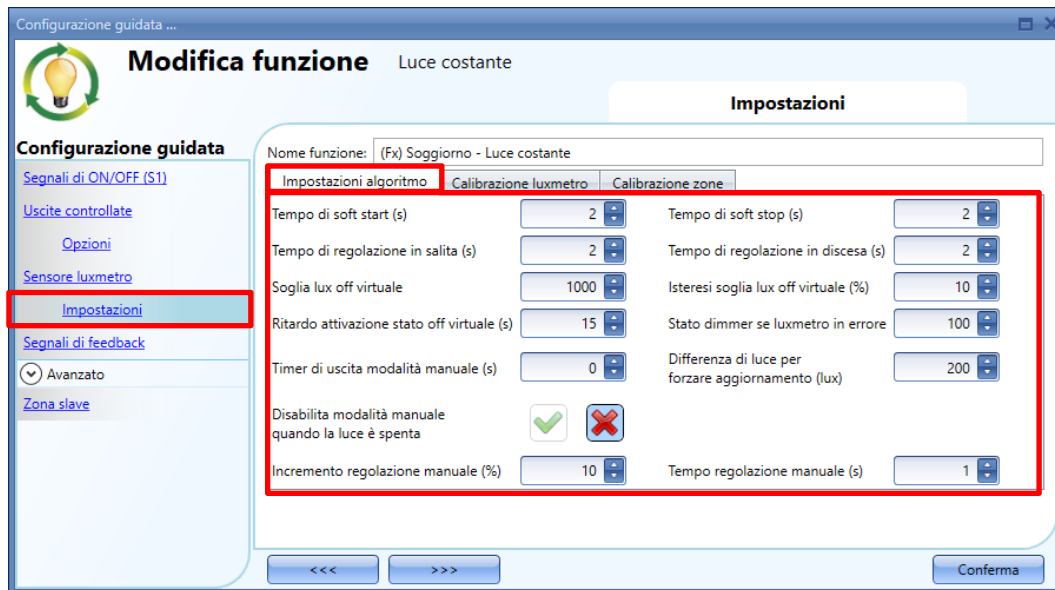 Configurazione guidata ...
Modifica funzione Luce costante
Impostazioni
Configurazione guidata
Segnali di ON/OFF (S1)
Uscite controllate
Opzioni
Sensore luxmetro
Impostazioni
Segnali di feedback
Avanzato
Zona slave
Nome funzione: (Fx) Soggiorno - Luce costante
Impostazioni algoritmo Calibrazione luxmetro Calibrazione zone
Tempo di soft start (s) 2 Tempo di soft stop (s) 2
Tempo di regolazione in salita (s) 2 Tempo di regolazione in discesa (s) 2
Soglia lux off virtuale 1000 Isteresi soglia lux off virtuale (%) 10
Ritardo attivazione stato off virtuale (s) 15 Stato dimmer se luxmetro in errore 100
Timer di uscita modalità manuale (s) 0 Differenza di luce per
forzare aggiornamento (lux) 200
Disabilita modalità manuale
quando la luce è spenta
Incremento regolazione manuale (%) 10 Tempo regolazione manuale (s) 1
<<< >>> Conferma